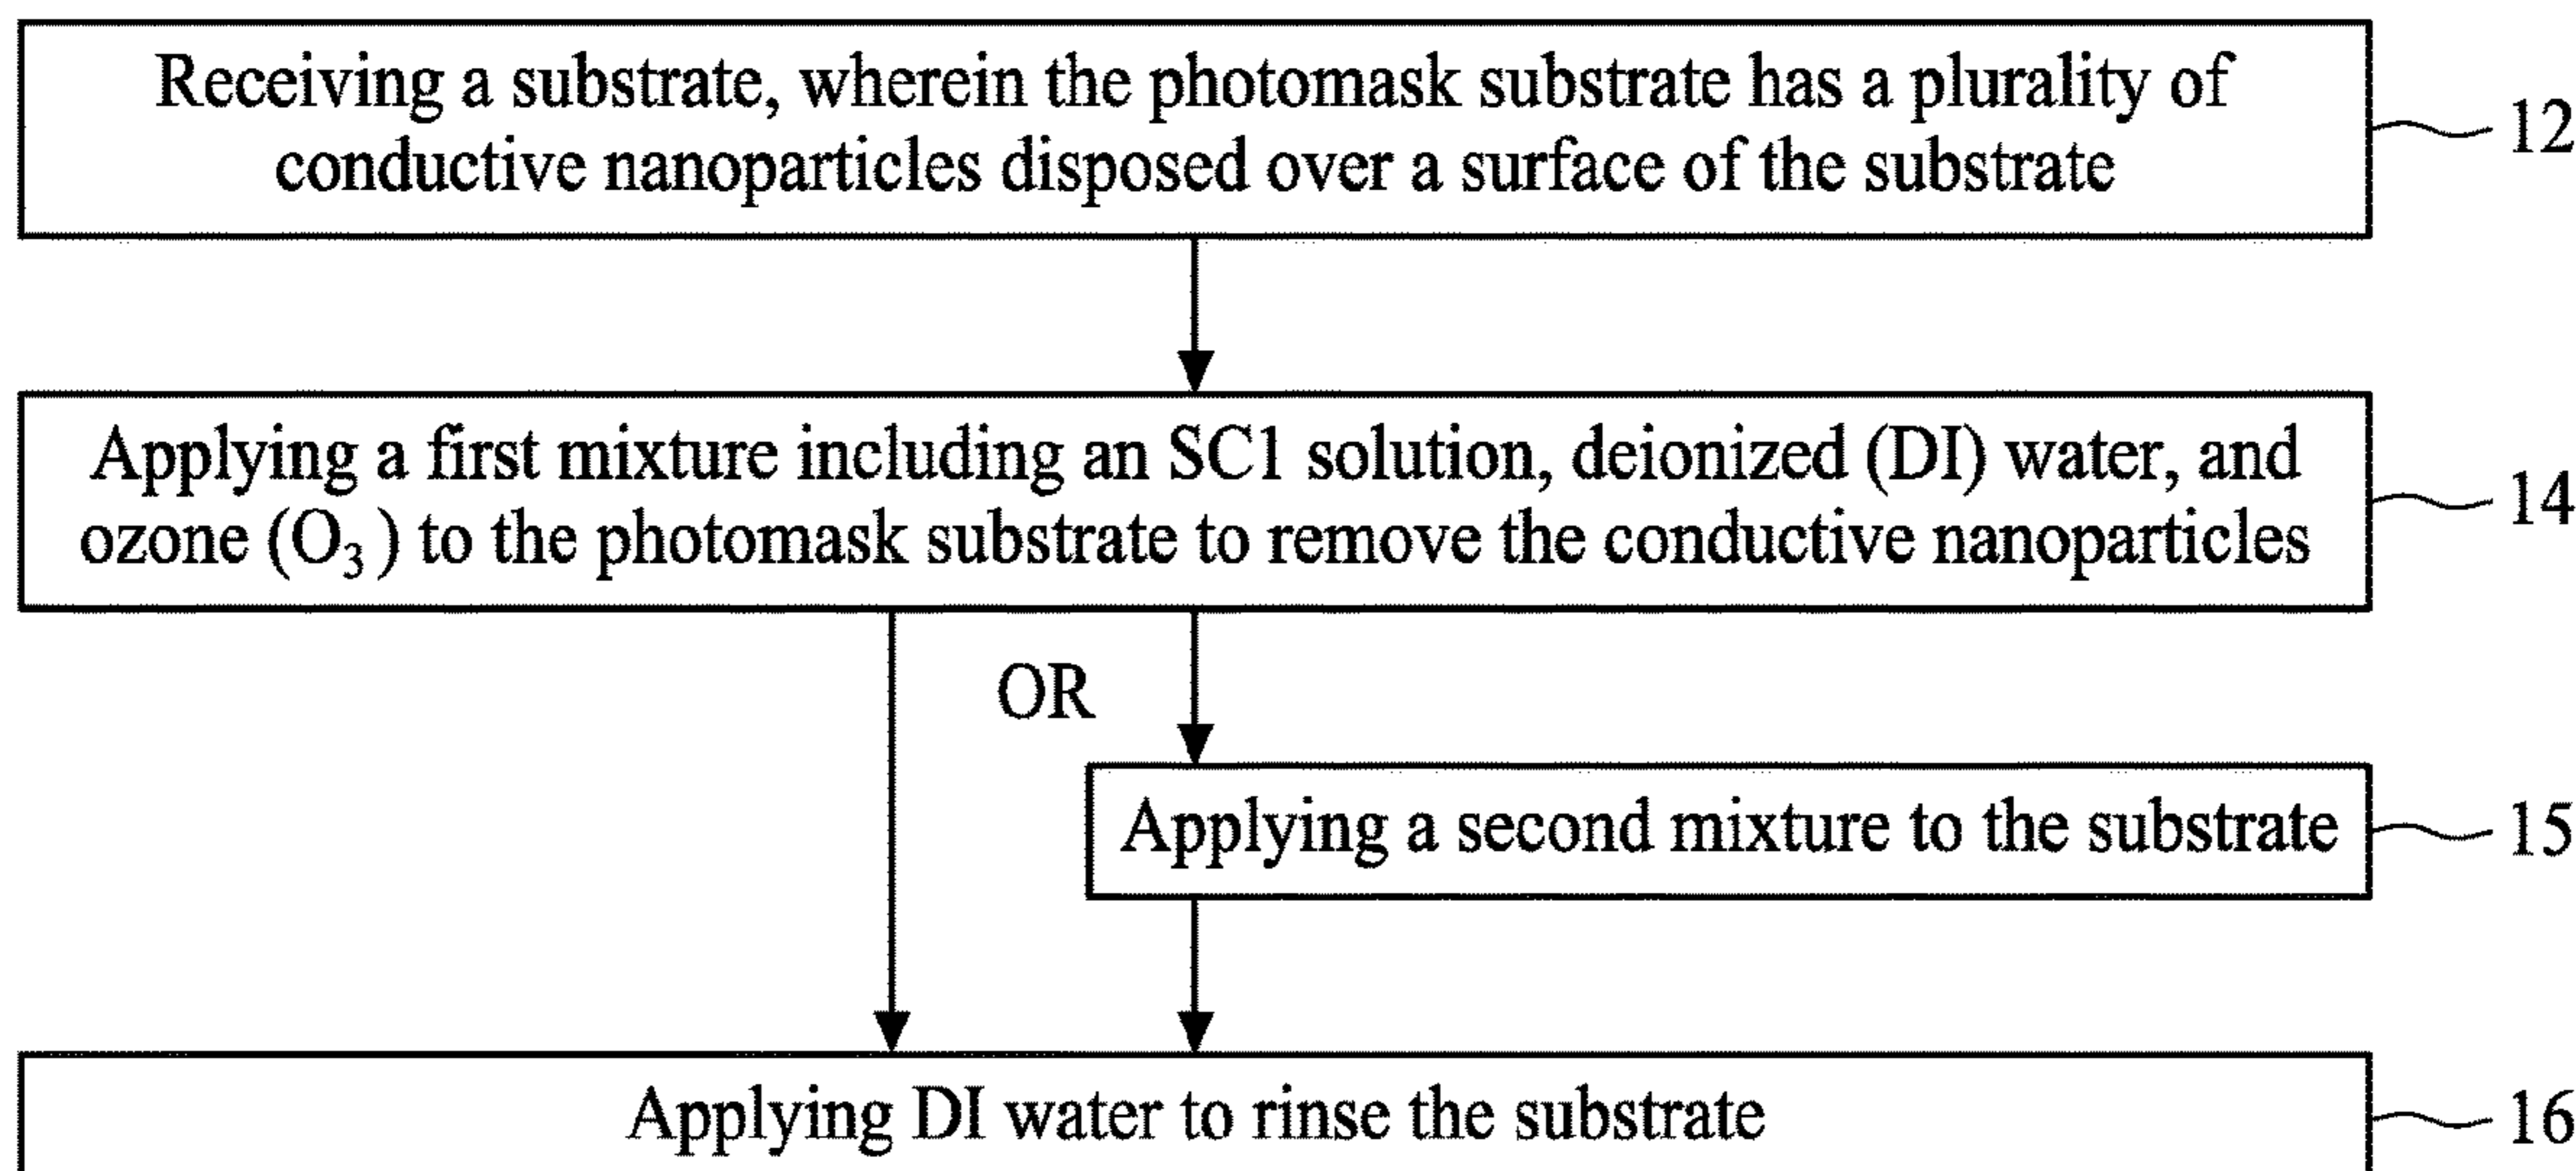 Receiving a substrate, wherein the photomask substrate has a plurality of
conductive nanoparticles disposed over a surface of the substrate
12
Applying a first mixture including an SC1 solution, deionized (DI) water, and
ozone (O₃) to the photomask substrate to remove the conductive nanoparticles
14
OR
Applying a second mixture to the substrate
15
Applying DI water to rinse the substrate
16